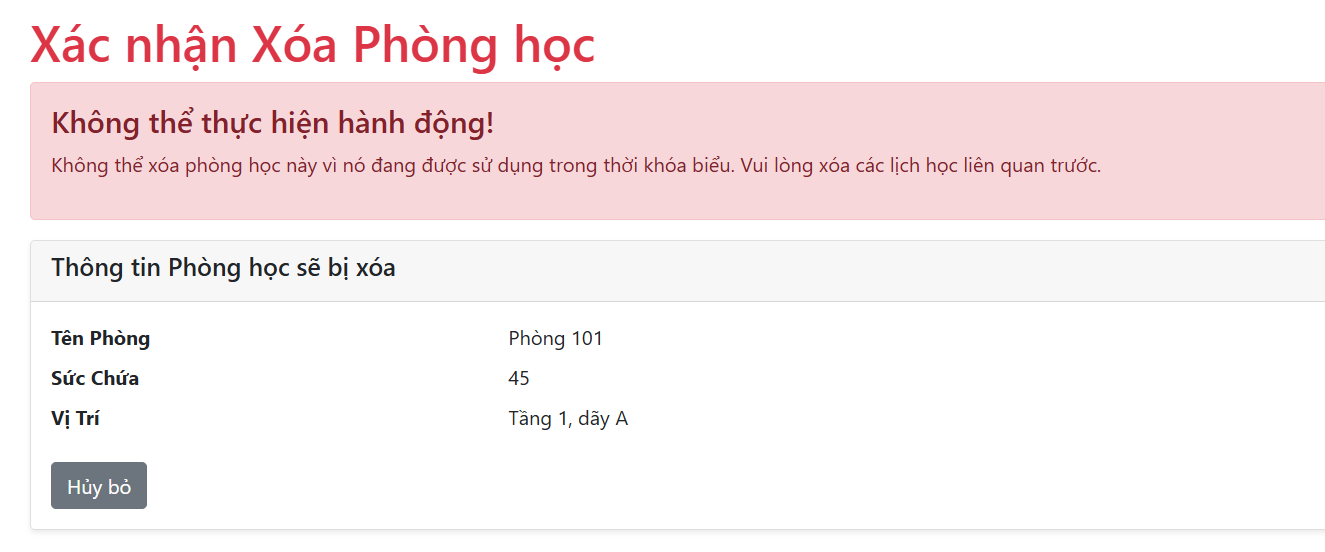 Xác nhận Xóa Phòng học
Không thể thực hiện hành động!
Không thể xóa phòng học này vì nó đang được sử dụng trong thời khóa biểu. Vui lòng xóa các lịch học liên quan trước.
Thông tin Phòng học sẽ bị xóa
Tên Phòng Phòng 101
Sức Chứa 45
Vị Trí Tầng 1, dãy A
Hủy bỏ